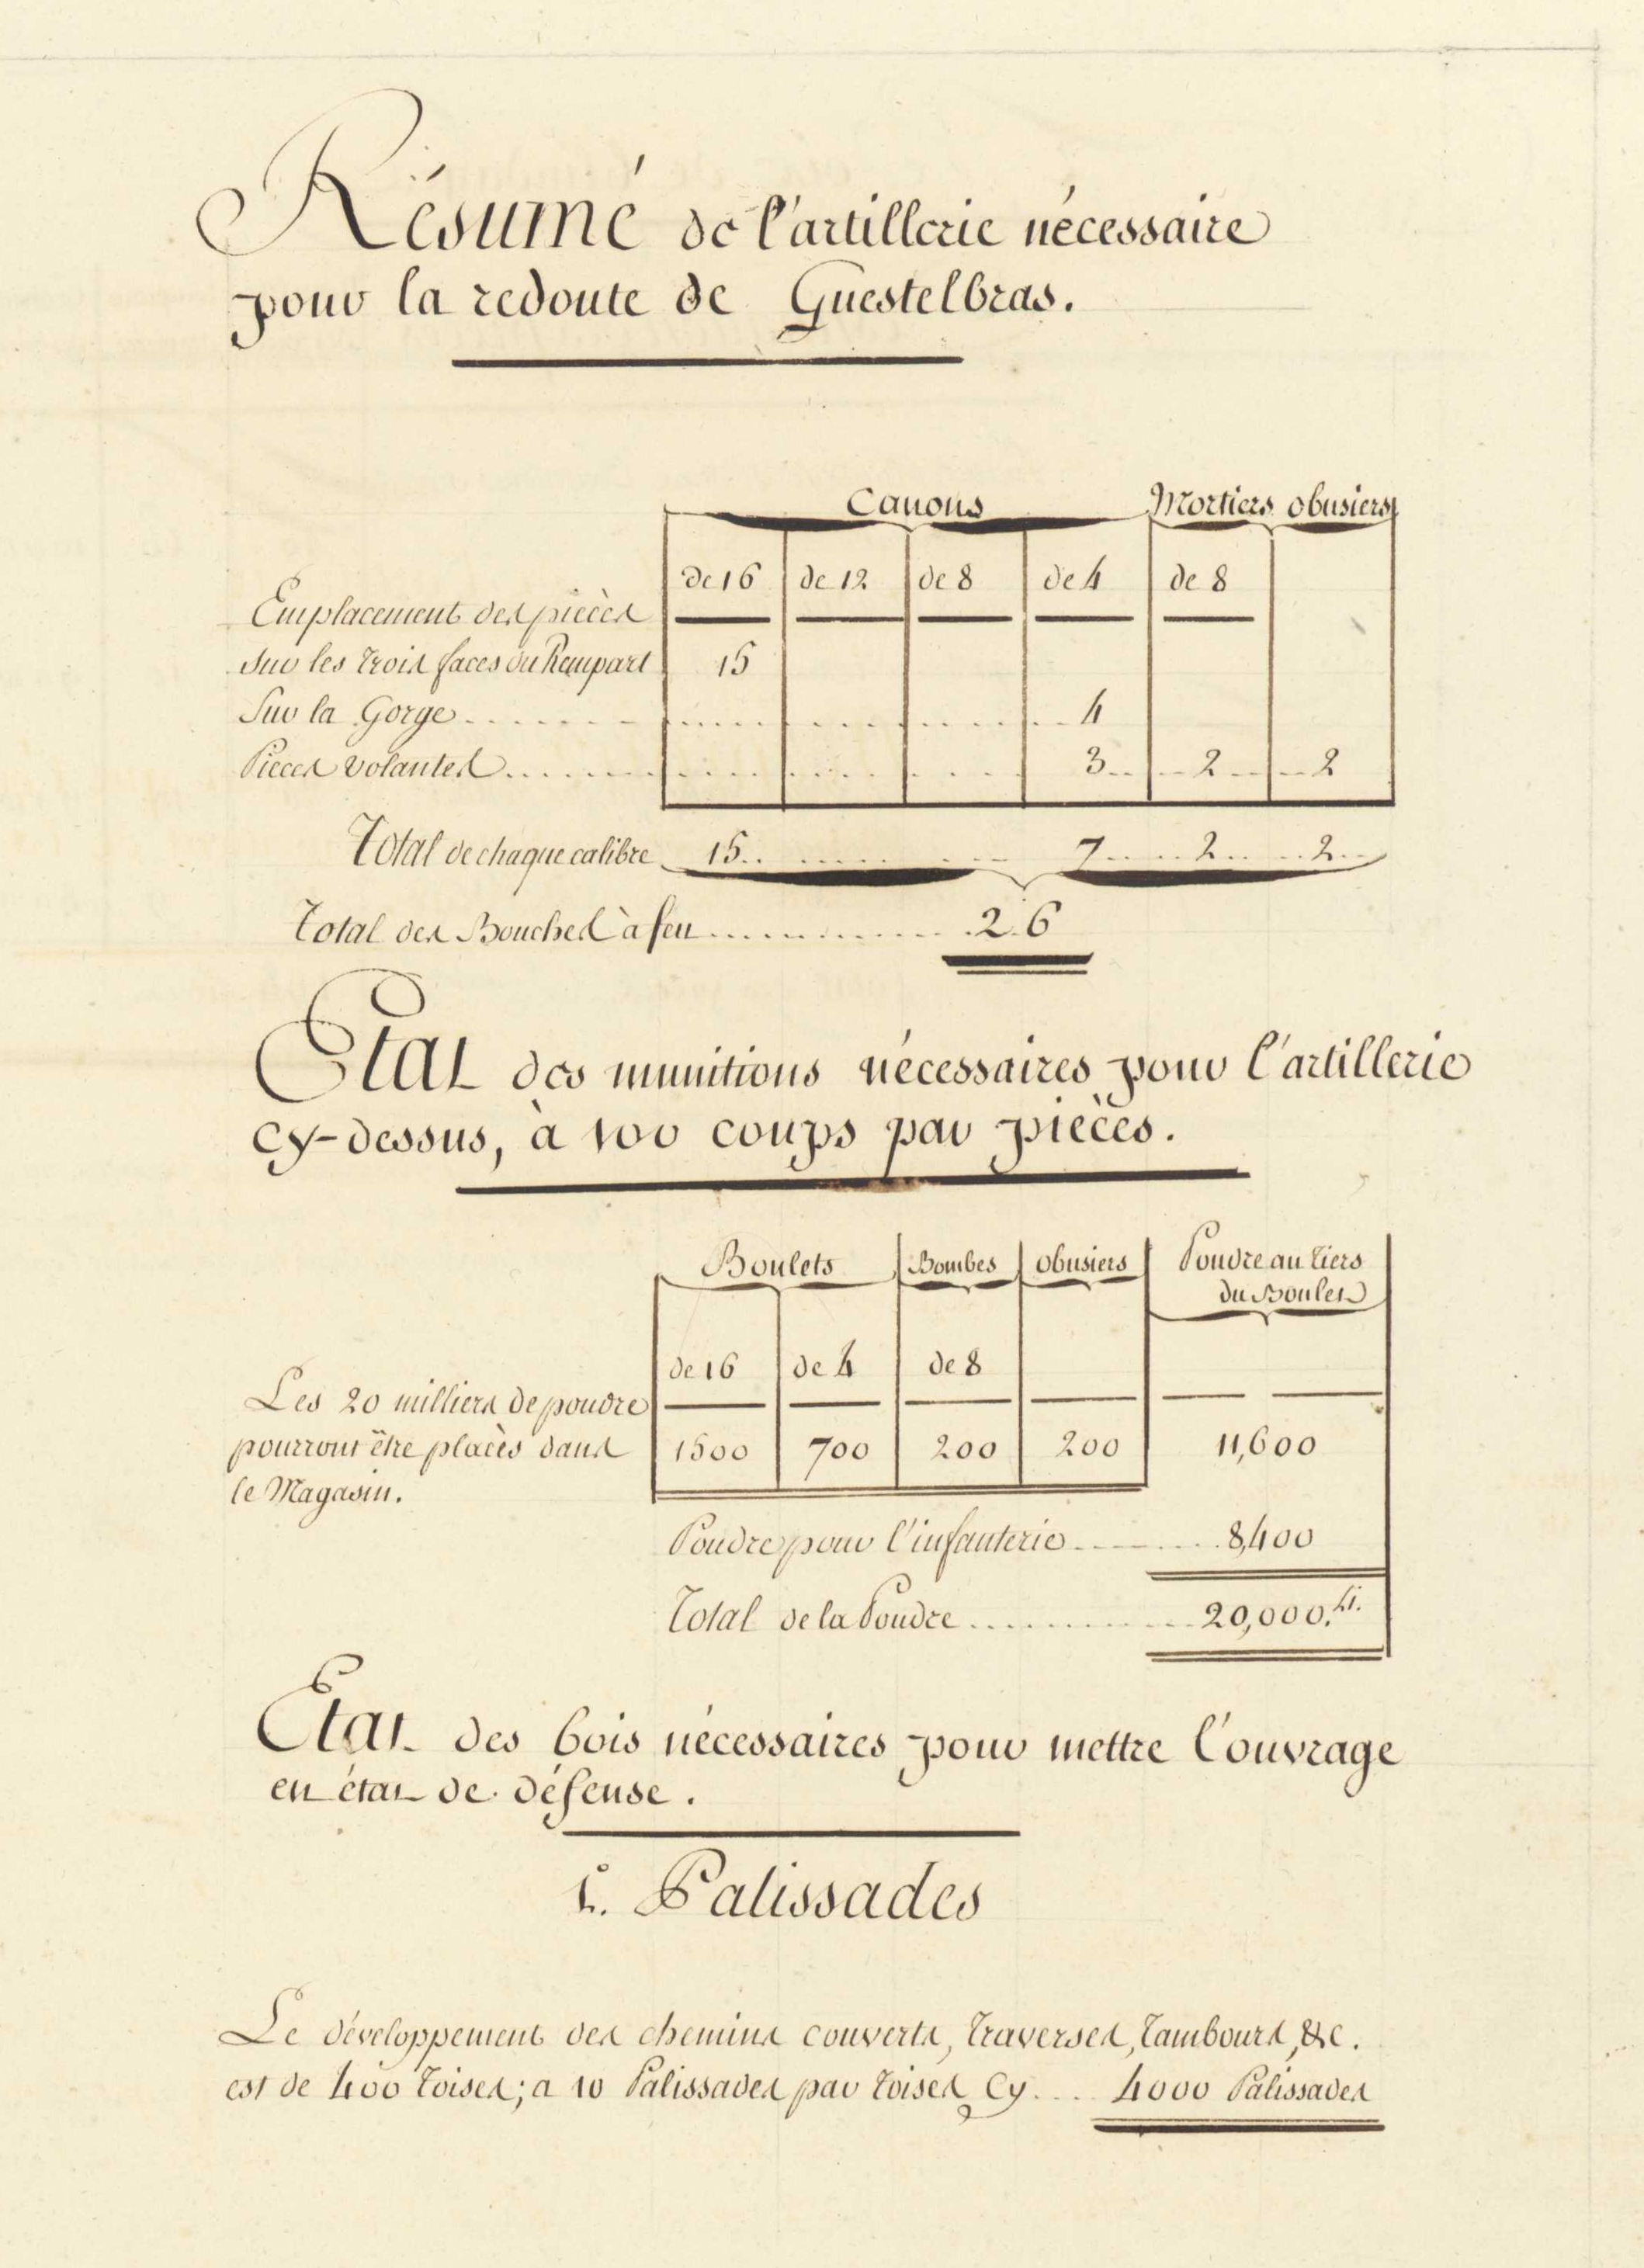 Résumé de l'artillerie nécessaire
pour la redoute de Guestelbras.
Canons Mortiers obusiers
de 16 de 12 de 8 de 4 de 8
Emplacement des pièces
Sur les trois faces du Rempart 15
Sur la Gorge 4
Pieces volantes 3 2 2
Total de chaque calibre 15 7 2 2
Total des Bouches à feu 26
Etat des munitions nécessaires pour l'artillerie
cy-dessus, à 100 coups par pièces.
Boulets Bombes obusiers Poudre au tiers
du Boulet
de 16 de 4 de 8
Les 20 milliers de poudre
pourront être placès dans 1500 700 200 200 11,600
le Magasin.
Poudre pour l'infanterie 8,400
Total de la Poudre 20,000.li.
Etat des bois nécessaires pour mettre l'ouvrage
en état de défense.
1.° Palissades
Le développement des chemins couverts, traverses, tambours, &c.
est de 400 toises; a 10 Palissades par toises, Cy... 4000 Palissades